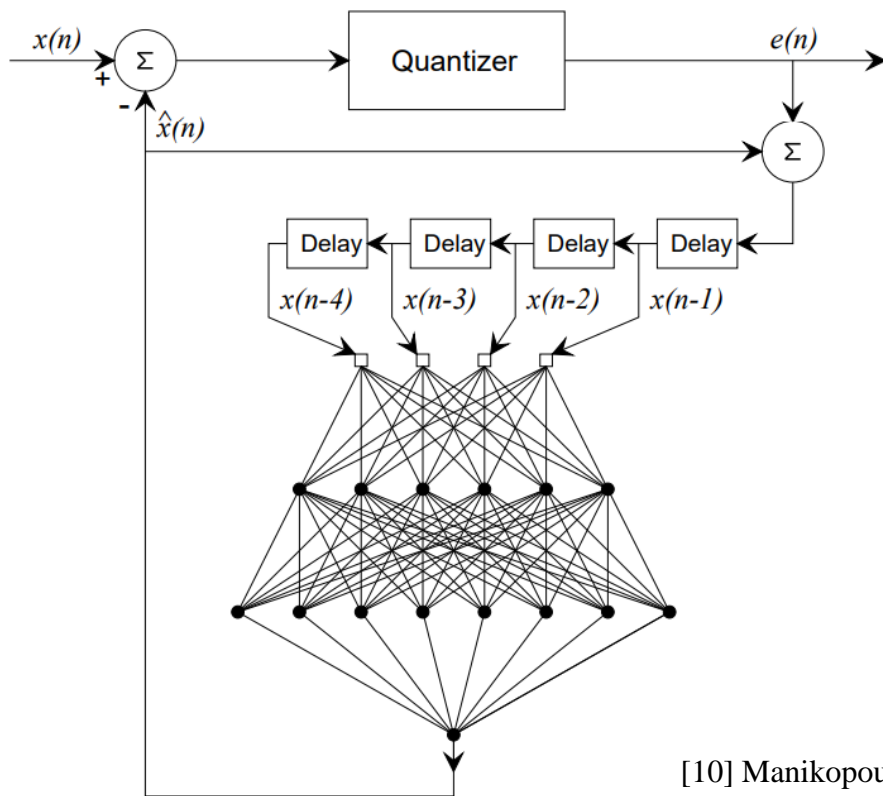 x(n)
Σ
+
-
Quantizer
e(n)
x̂(n)
Σ
Delay
Delay
Delay
Delay
x(n-4)
x(n-3)
x(n-2)
x(n-1)
[10] Manikopou